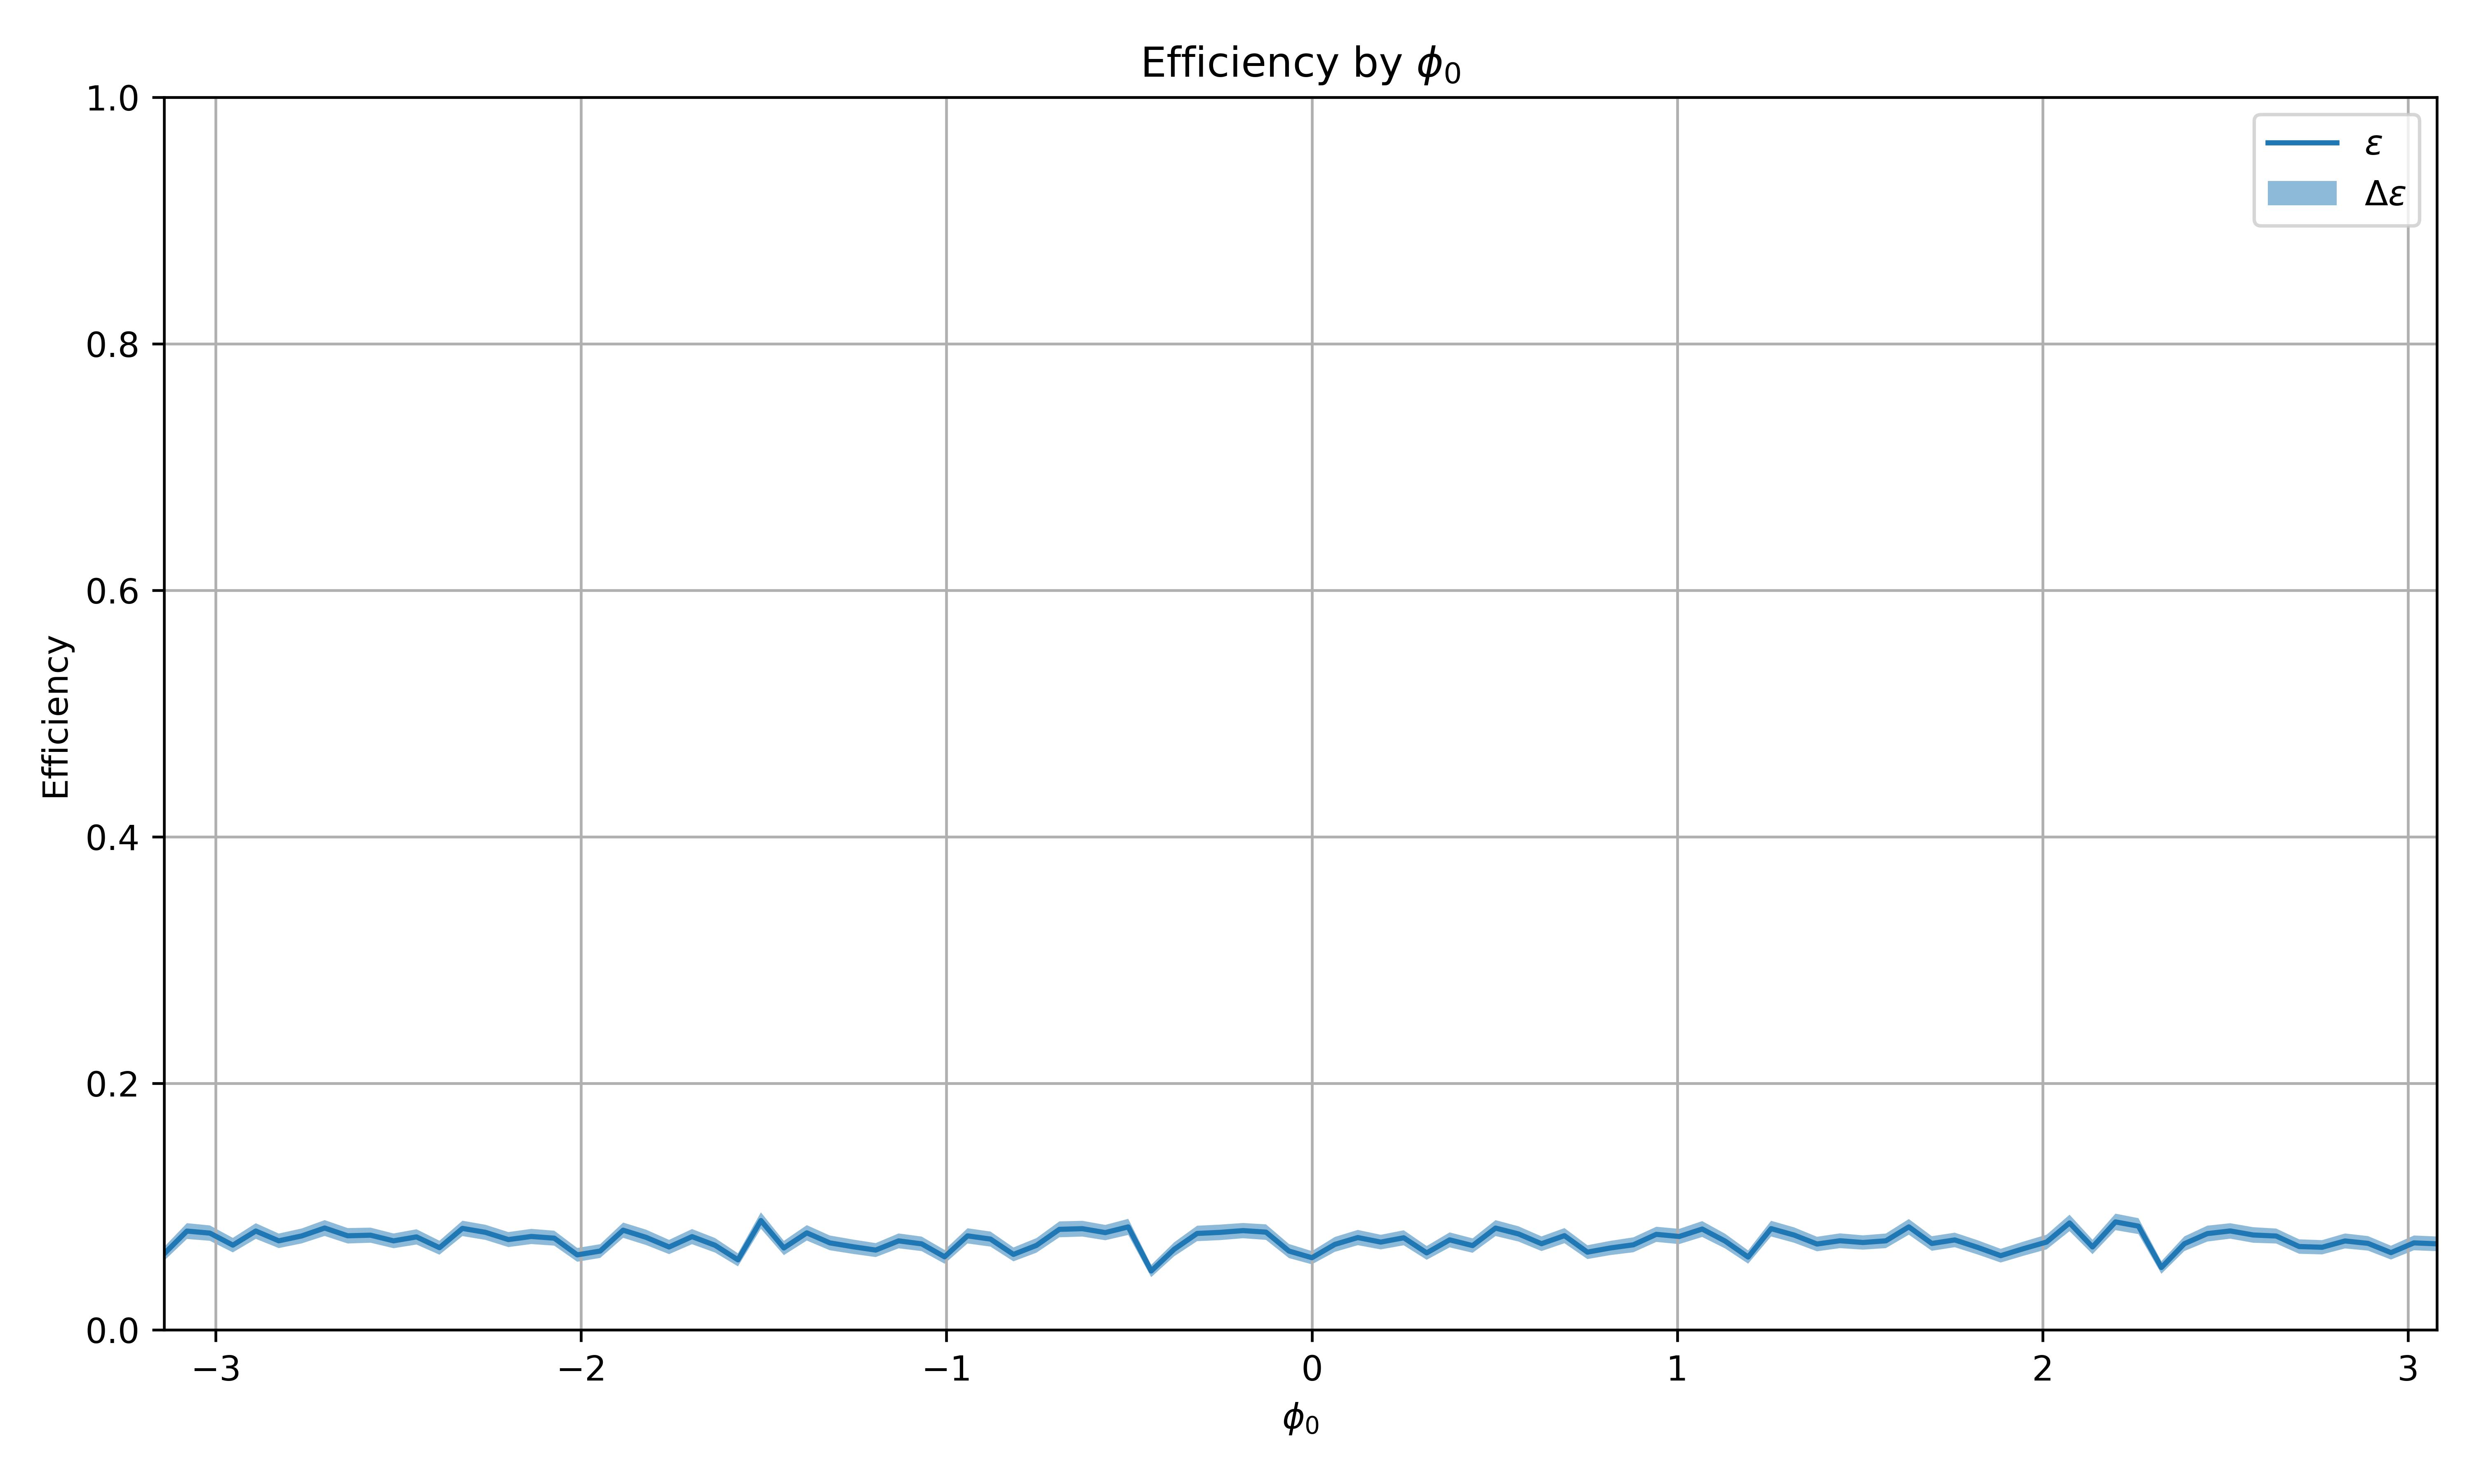 Efficiency by ϕ₀
1.0
0.8
0.6
0.4
0.2
0.0
Efficiency
ε
Δε
−3 −2 −1 0 1 2 3
ϕ₀